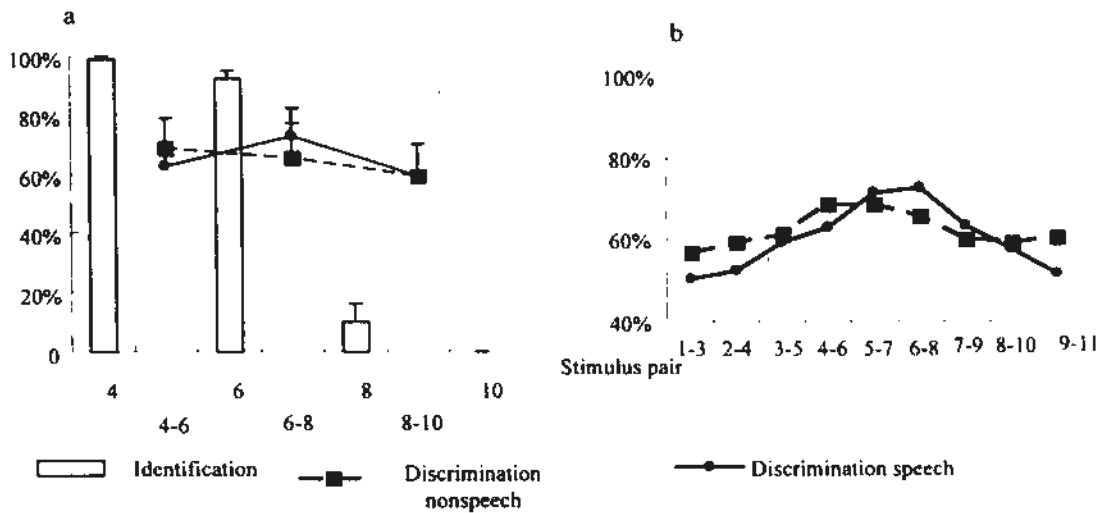 a
100%
80%
60%
40%
20%
0
4 6 8 10
4-6 6-8 8-10
b
100%
80%
60%
40%
1-3 2-4 3-5 4-6 5-7 6-8 7-9 8-10 9-11
Stimulus pair
Identification
Discrimination
nonspeech
Discrimination speech